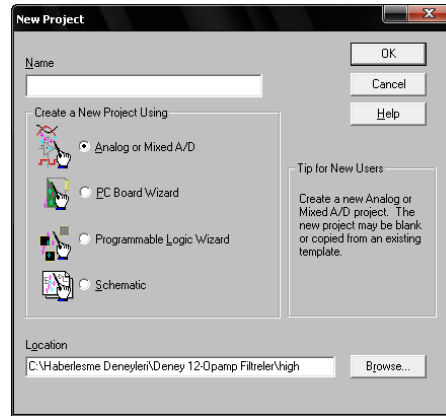 New Project
Name
OK
Cancel
Help
Create a New Project Using
Analog or Mixed A/D
PC Board Wizard
Programmable Logic Wizard
Schematic
Tip for New Users
Create a new Analog or
Mixed A/D project. The
new project may be blank
or copied from an existing
template.
Location
C:\Haberlesme Deneyleri\Deney 12-Opamp Filtreler\high
Browse...